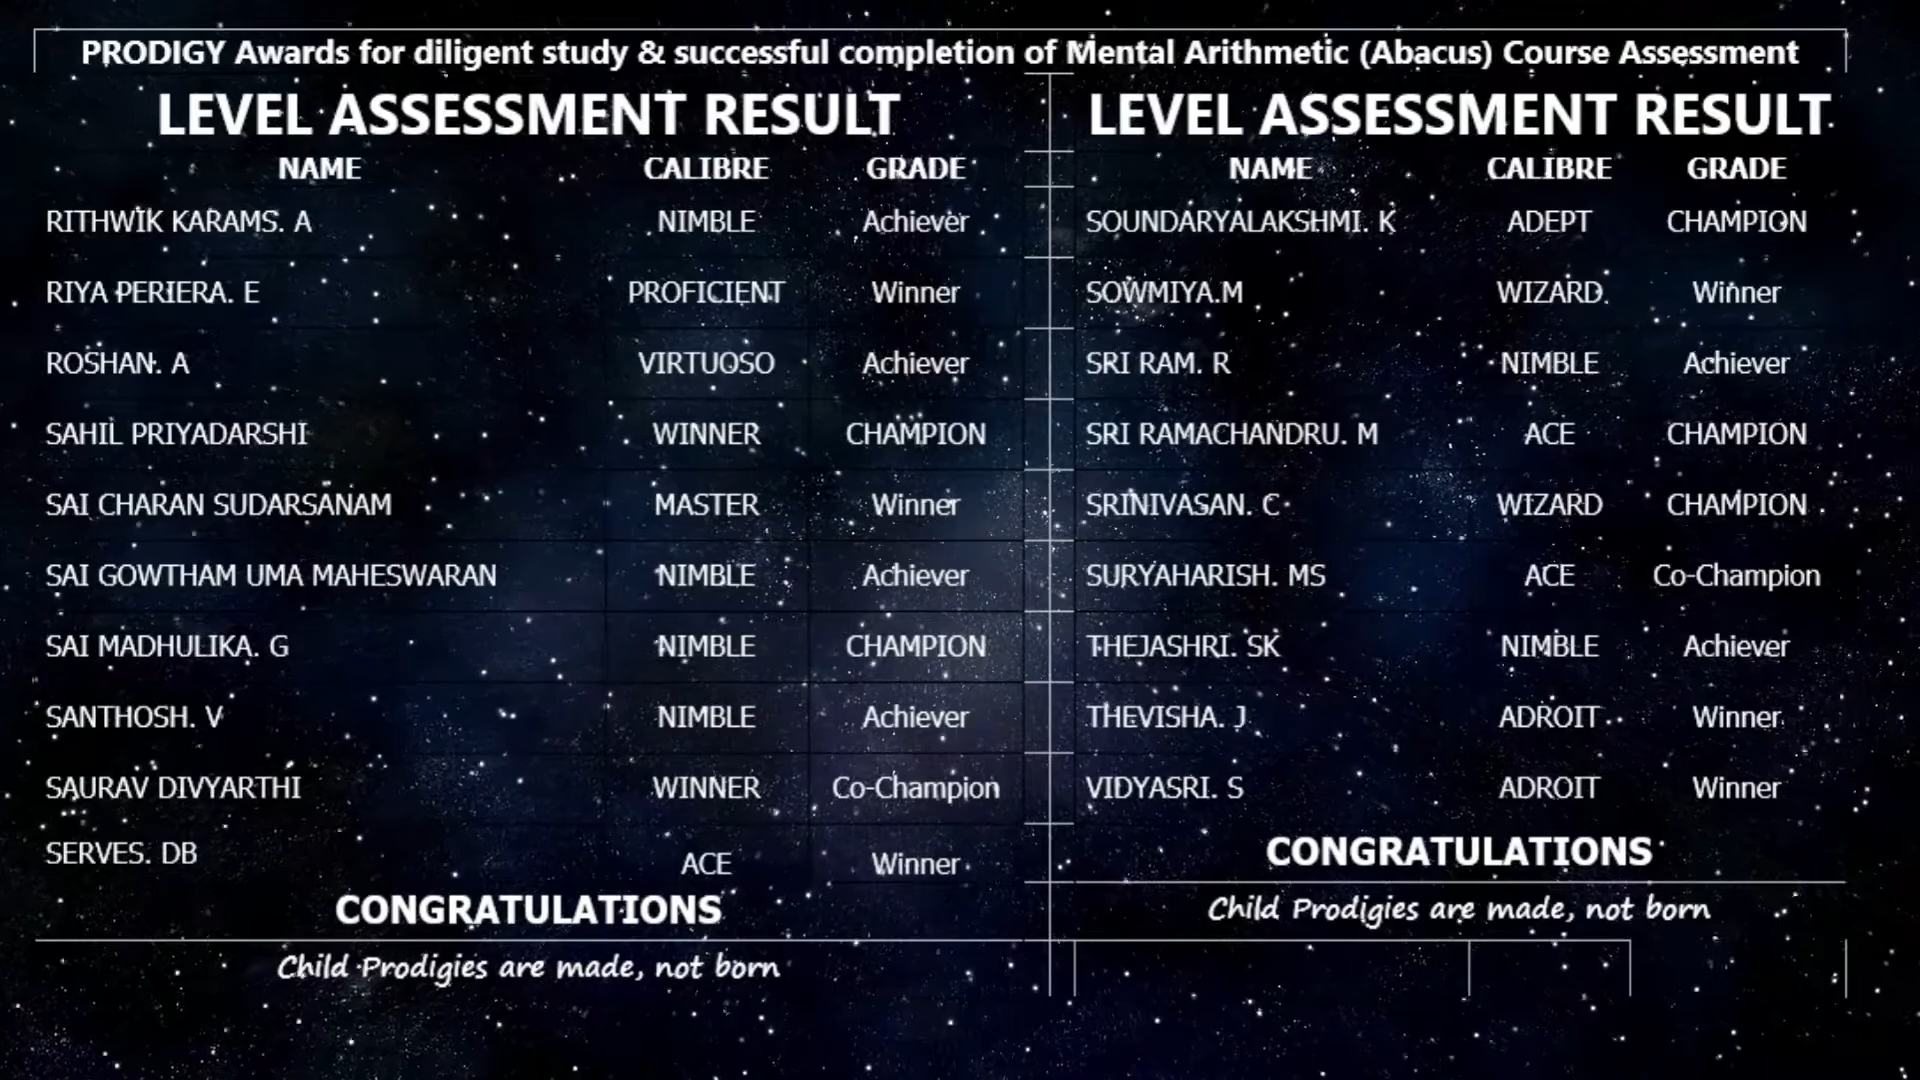 PRODIGY Awards for diligent study & successful completion of Mental Arithmetic (Abacus) Course Assessment
LEVEL ASSESSMENT RESULT
NAME CALIBRE GRADE
RITHWIK KARAMS. A NIMBLE Achiever
RIYA PERIERA. E PROFICIENT Winner
ROSHAN. A VIRTUOSO Achiever
SAHIL PRIYADARSHI WINNER CHAMPION
SAI CHARAN SUDARSANAM MASTER Winner
SAI GOWTHAM UMA MAHESWARAN NIMBLE Achiever
SAI MADHULIKA. G NIMBLE CHAMPION
SANTHOSH. V NIMBLE Achiever
SAURAV DIVYARTHI WINNER Co-Champion
SERVES. DB ACE Winner
CONGRATULATIONS
Child Prodigies are made, not born
LEVEL ASSESSMENT RESULT
NAME CALIBRE GRADE
SOUNDARYALAKSHMI. K ADEPT CHAMPION
SOWMIYA.M WIZARD Winner
SRI RAM. R NIMBLE Achiever
SRI RAMACHANDRU. M ACE CHAMPION
SRINIVASAN. C WIZARD CHAMPION
SURYAHARISH. MS ACE Co-Champion
THEJASHRI. SK NIMBLE Achiever
THEVISHA. J ADROIT Winner
VIDYASRI. S ADROIT Winner
CONGRATULATIONS
Child Prodigies are made, not born